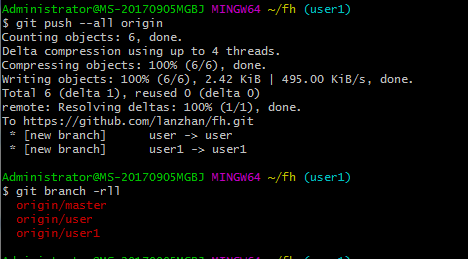 Administrator@MS-20170905MGBJ MINGW64 ~/fh (user1)
$ git push --all origin
Counting objects: 6, done.
Delta compression using up to 4 threads.
Compressing objects: 100% (6/6), done.
Writing objects: 100% (6/6), 2.42 KiB | 495.00 KiB/s, done.
Total 6 (delta 1), reused 0 (delta 0)
remote: Resolving deltas: 100% (1/1), done.
To https://github.com/lanzhan/fh.git
 * [new branch]      user -> user
 * [new branch]      user1 -> user1
Administrator@MS-20170905MGBJ MINGW64 ~/fh (user1)
$ git branch -rll
  origin/master
  origin/user
  origin/user1
Administrator@MS-20170905MGBJ MINGW64 ~/fh (user1)